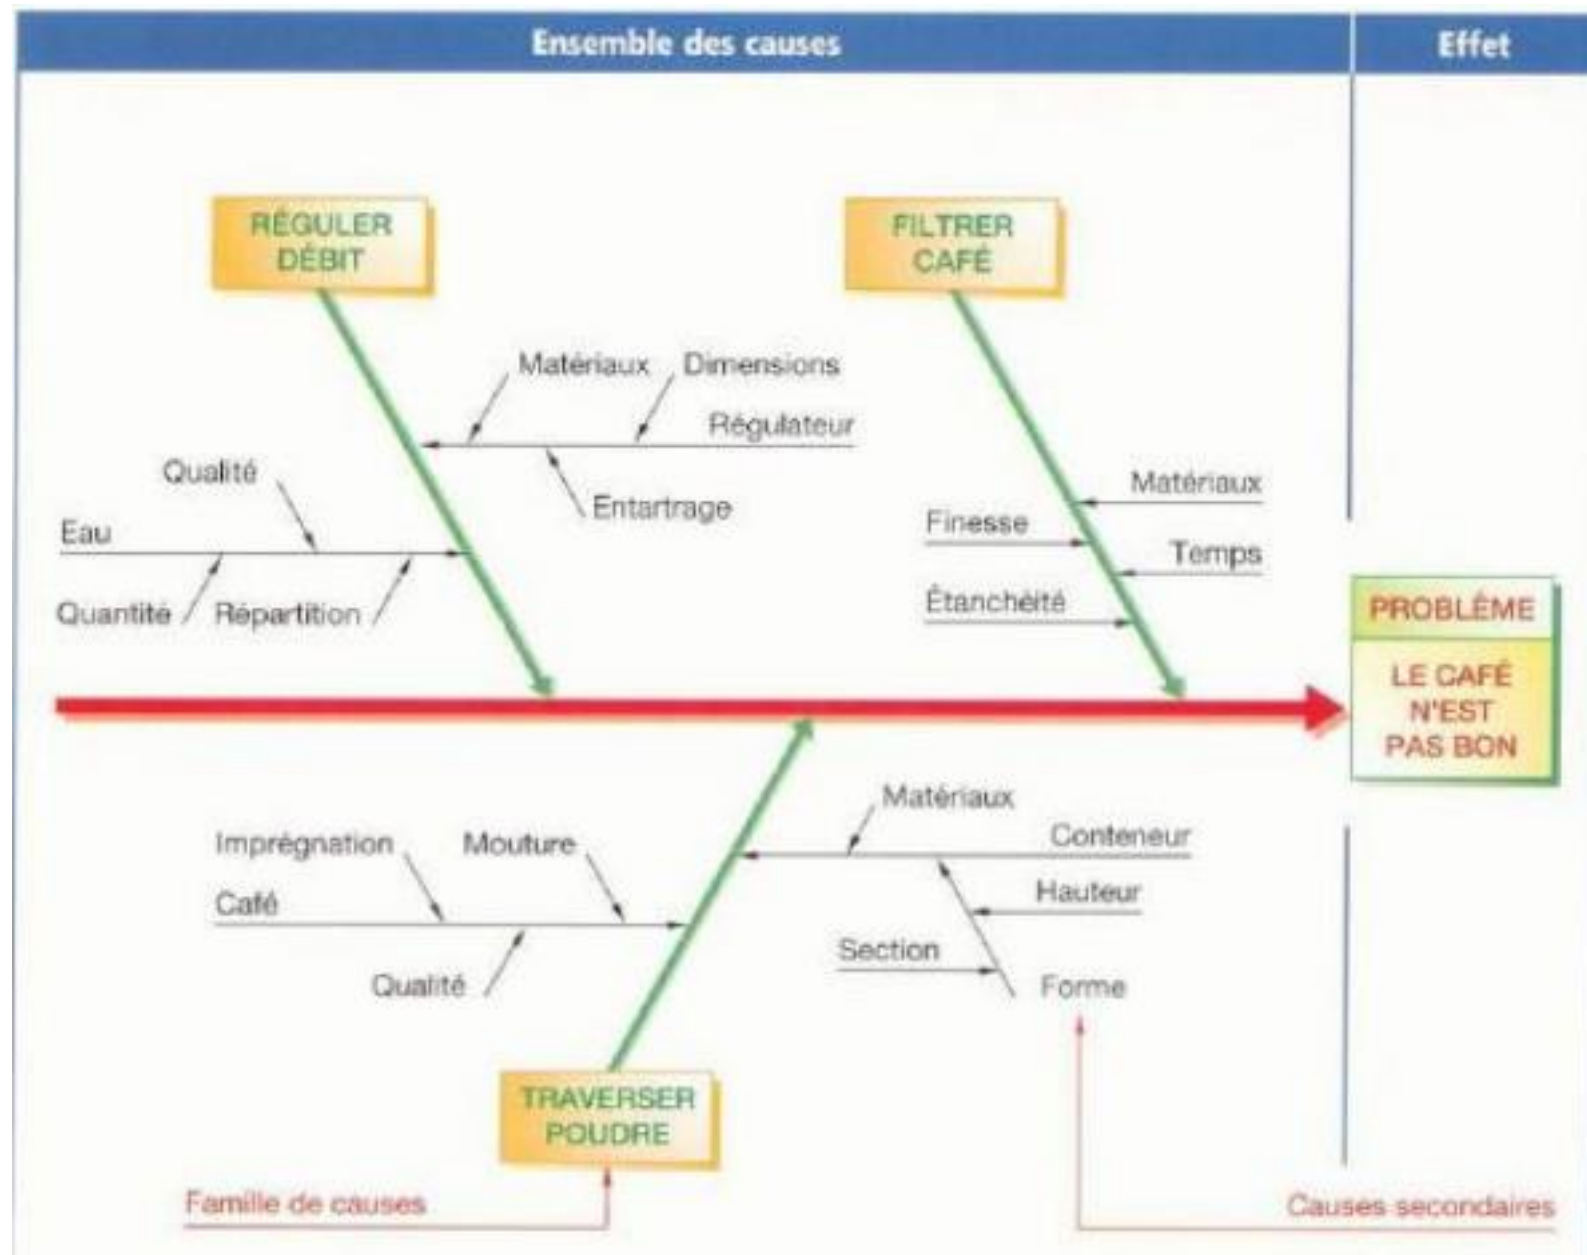 Ensemble des causes
Effet
RÉGULER
DÉBIT
FILTRER
CAFÉ
Matériaux
Dimensions
Régulateur
Qualité
Entartrage
Eau
Quantité
Répartition
Matériaux
Finesse
Temps
Étanchéité
PROBLÈME
LE CAFÉ
N'EST
PAS BON
Matériaux
Conteneur
Imprégnation
Mouture
Hauteur
Café
Section
Qualité
Forme
TRAVERSER
POUDRE
Famille de causes
Causes secondaires